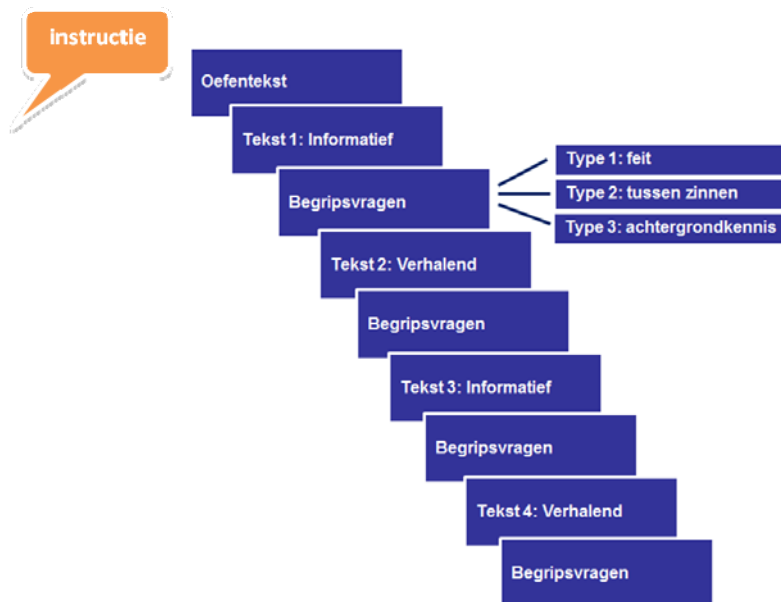 instructie
Oefentekst
Tekst 1: Informatief
Begripsvragen
Type 1: feit
Type 2: tussen zinnen
Type 3: achtergrondkennis
Tekst 2: Verhalend
Begripsvragen
Tekst 3: Informatief
Begripsvragen
Tekst 4: Verhalend
Begripsvragen